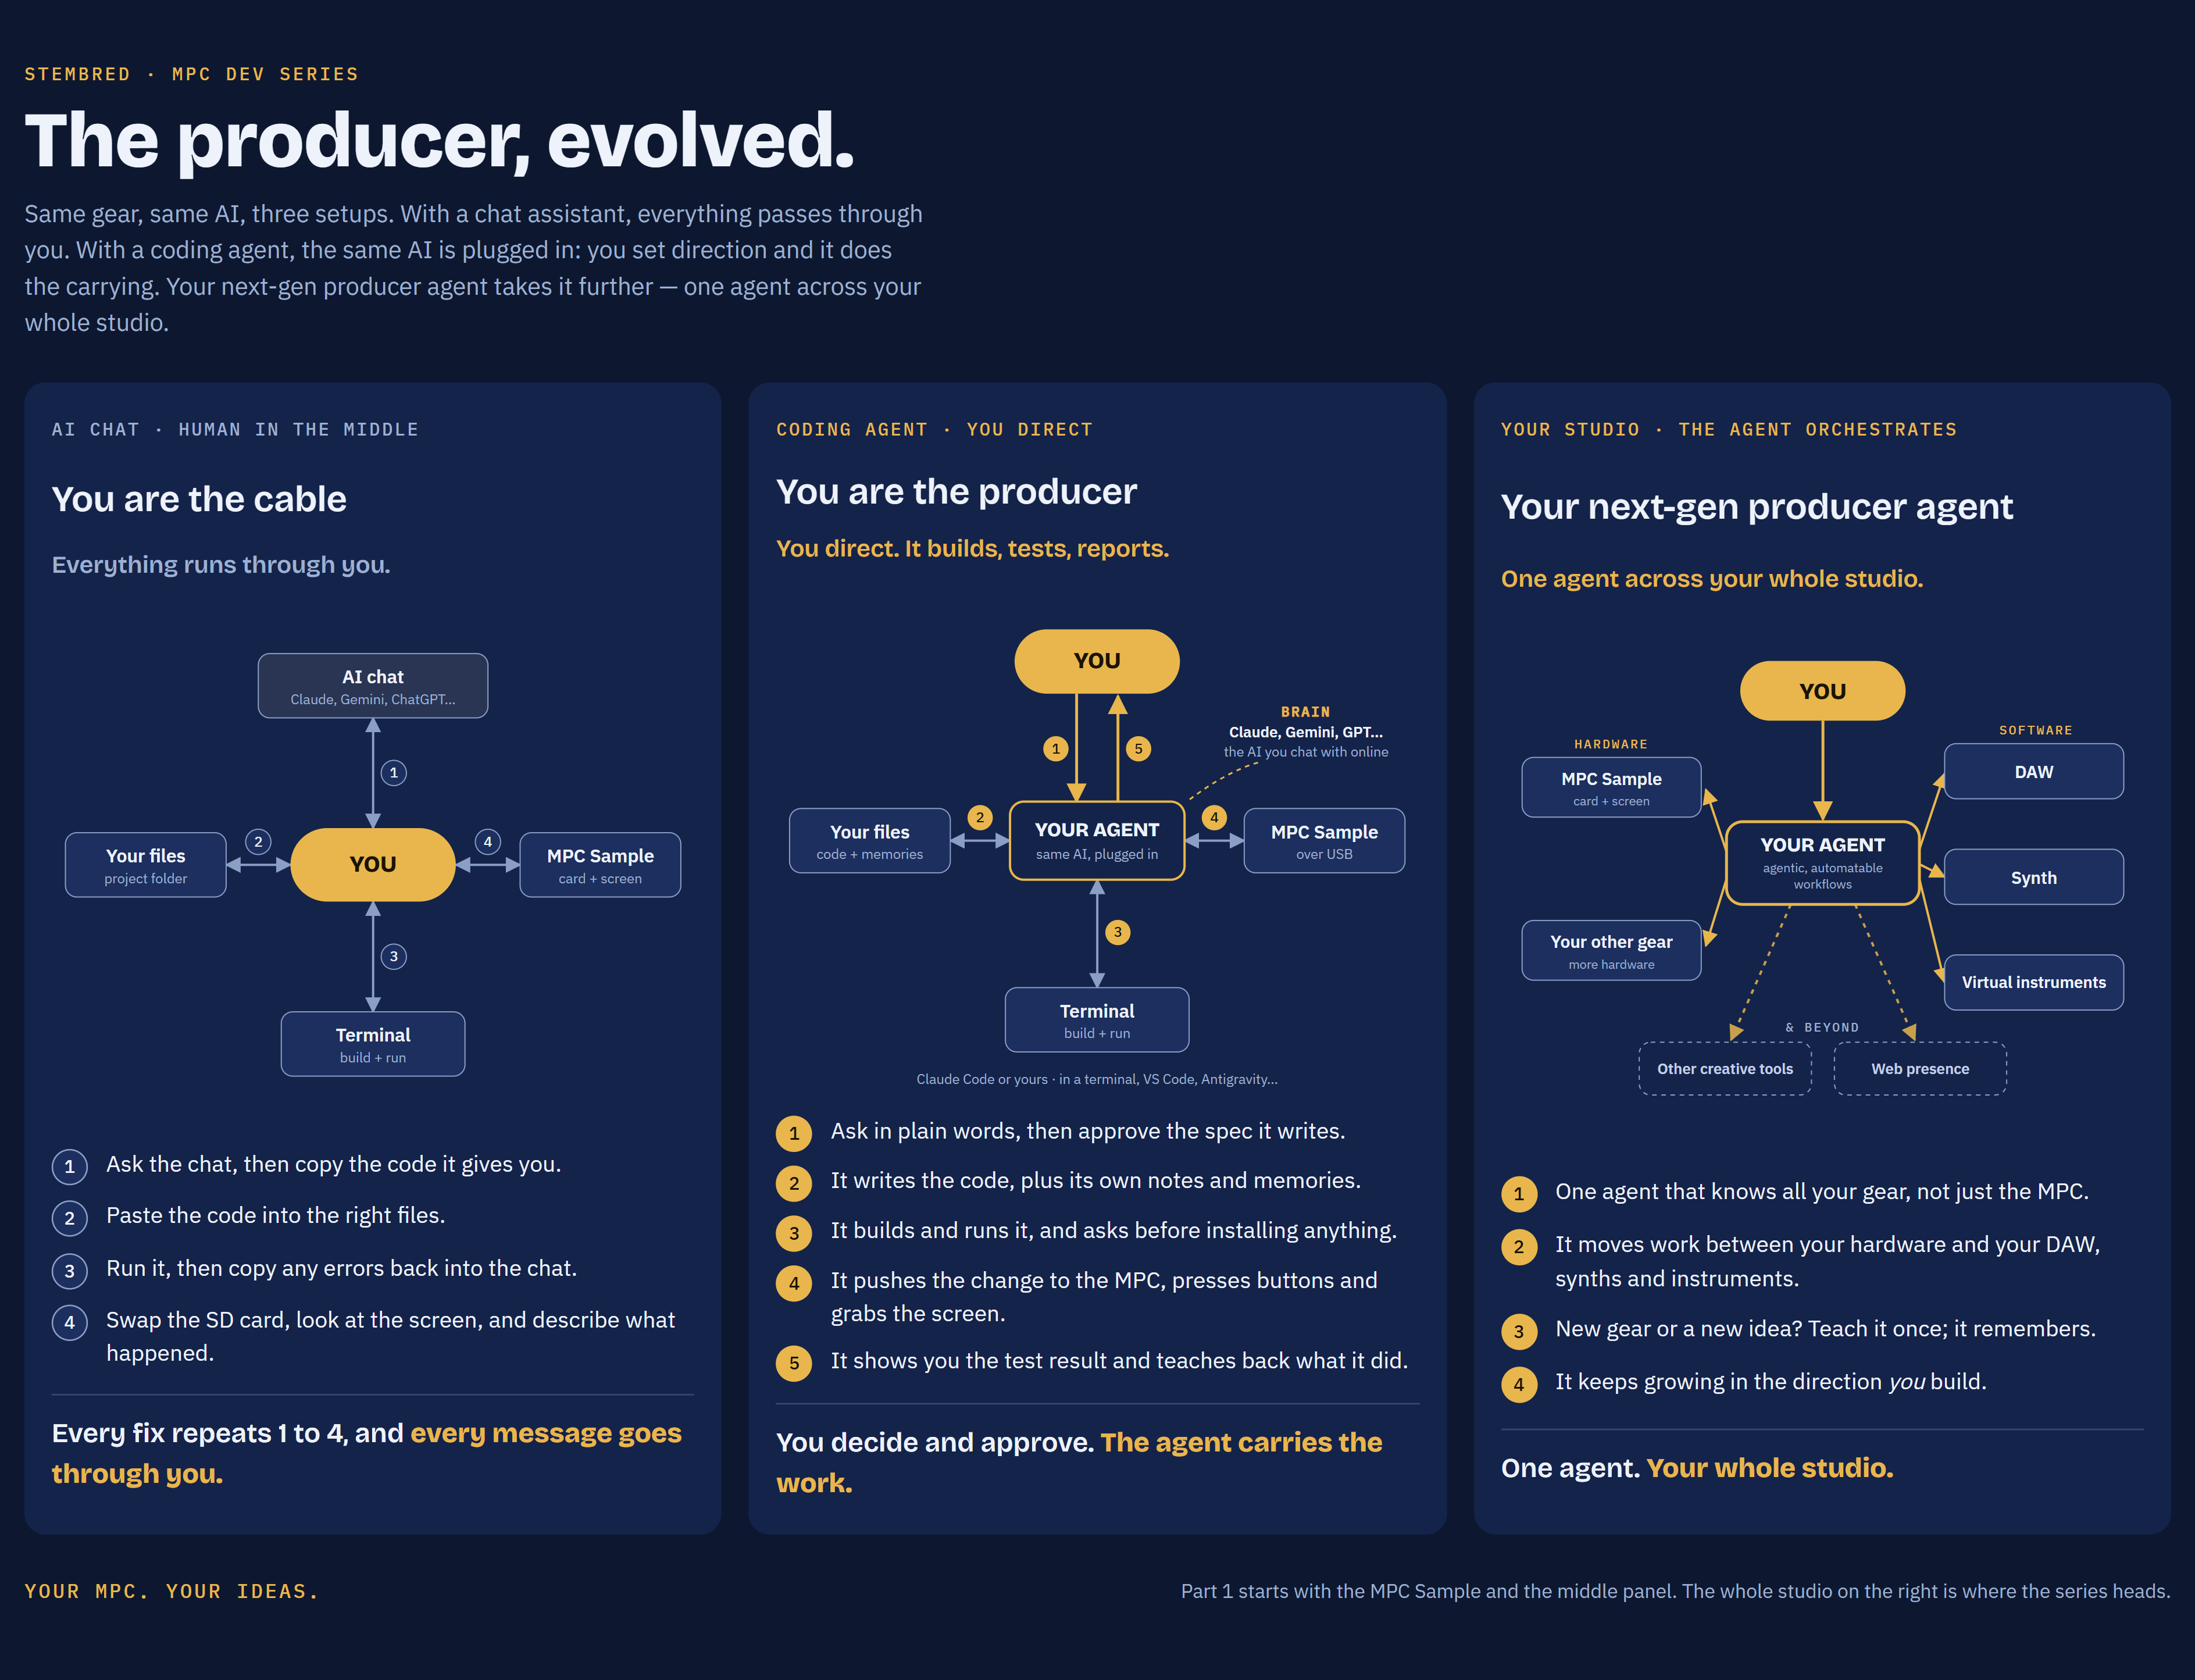 STEMBRED · MPC DEV SERIES
The producer, evolved.
Same gear, same AI, three setups. With a chat assistant, everything passes through
you. With a coding agent, the same AI is plugged in: you set direction and it does
the carrying. Your next-gen producer agent takes it further — one agent across your
whole studio.
AI CHAT · HUMAN IN THE MIDDLE
You are the cable
Everything runs through you.
AI chat
Claude, Gemini, ChatGPT...
1
Your files
project folder
2
YOU
4
MPC Sample
card + screen
3
Terminal
build + run
1 Ask the chat, then copy the code it gives you.
2 Paste the code into the right files.
3 Run it, then copy any errors back into the chat.
4 Swap the SD card, look at the screen, and describe what
happened.
Every fix repeats 1 to 4, and every message goes
through you.
CODING AGENT · YOU DIRECT
You are the producer
You direct. It builds, tests, reports.
YOU
1
5
BRAIN
Claude, Gemini, GPT...
the AI you chat with online
Your files
code + memories
2
YOUR AGENT
same AI, plugged in
4
MPC Sample
over USB
3
Terminal
build + run
Claude Code or yours · in a terminal, VS Code, Antigravity...
1 Ask in plain words, then approve the spec it writes.
2 It writes the code, plus its own notes and memories.
3 It builds and runs it, and asks before installing anything.
4 It pushes the change to the MPC, presses buttons and
grabs the screen.
5 It shows you the test result and teaches back what it did.
You decide and approve. The agent carries the
work.
YOUR STUDIO · THE AGENT ORCHESTRATES
Your next-gen producer agent
One agent across your whole studio.
YOU
HARDWARE
MPC Sample
card + screen
Your other gear
more hardware
YOUR AGENT
agentic, automatable
workflows
SOFTWARE
DAW
Synth
Virtual instruments
& BEYOND
Other creative tools
Web presence
1 One agent that knows all your gear, not just the MPC.
2 It moves work between your hardware and your DAW,
synths and instruments.
3 New gear or a new idea? Teach it once; it remembers.
4 It keeps growing in the direction you build.
One agent. Your whole studio.
YOUR MPC. YOUR IDEAS.
Part 1 starts with the MPC Sample and the middle panel. The whole studio on the right is where the series heads.